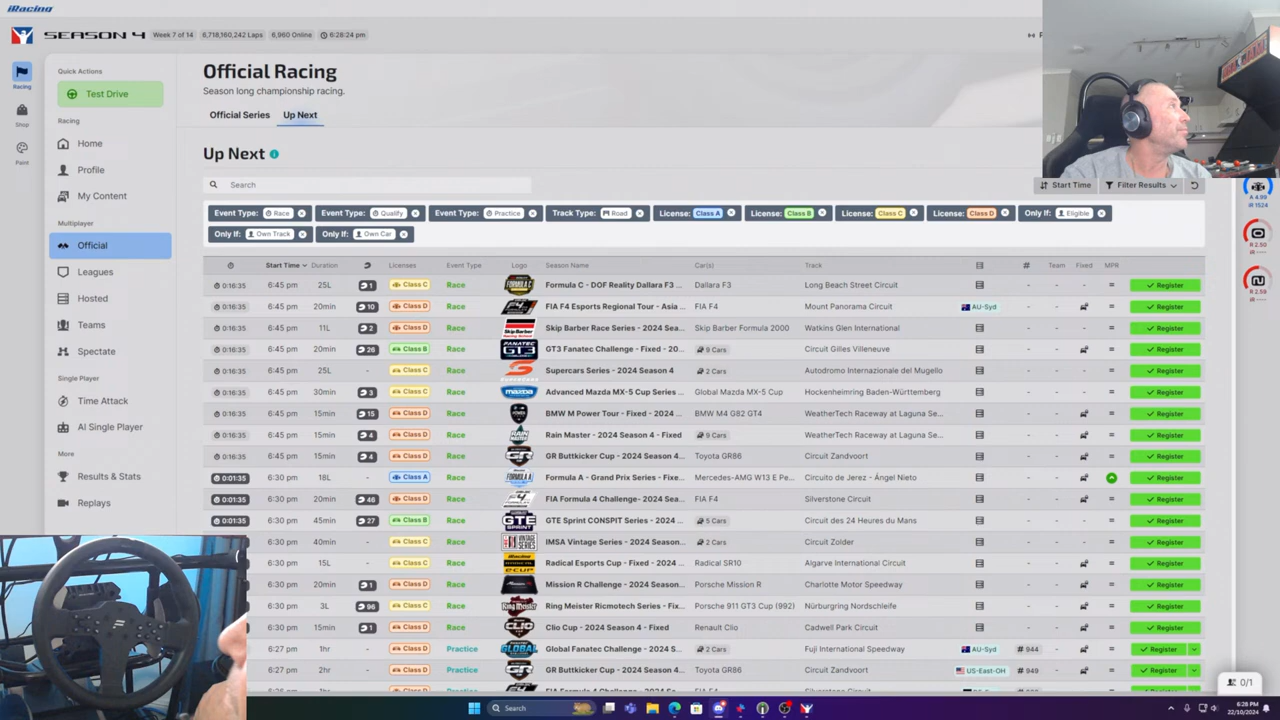 iRacing
SEASON 4 Week 7 of 14 6,718,160,242 Laps 6,960 Online 6:28:24 pm
Racing
Shop
Paint
Quick Actions
Test Drive
Racing
Home
Profile
My Content
Multiplayer
Official
Leagues
Hosted
Teams
Spectate
Single Player
Time Attack
AI Single Player
More
Results & Stats
Replays
Official Racing
Season long championship racing.
Official Series Up Next
Up Next
Search
Start Time Filter Results
Event Type: Race Event Type: Qualify Event Type: Practice Track Type: Road License: Class A License: Class B License: Class C License: Class D Only If: Eligible
Only If: Own Track Only If: Own Car
Start Time Duration Licenses Event Type Logo Season Name Car(s) Track # Team Fixed MPR
0:16:35 6:45 pm 25L 1 Class C Race Formula C - DOF Reality Dallara F3 ... Dallara F3 Long Beach Street Circuit - - = Register
0:16:35 6:45 pm 20min 10 Class D Race FIA F4 Esports Regional Tour - Asia ... FIA F4 Mount Panorama Circuit AU-Syd - - = Register
0:16:35 6:45 pm 11L 2 Class D Race Skip Barber Race Series - 2024 Sea... Skip Barber Formula 2000 Watkins Glen International - - - = Register
0:16:35 6:45 pm 20min 26 Class B Race GT3 Fanatec Challenge - Fixed - 20... 9 Cars Circuit Gilles Villeneuve - - = Register
0:16:35 6:45 pm 25L - Class C Race Supercars Series - 2024 Season 4 2 Cars Autodromo Internazionale del Mugello - - - = Register
0:16:35 6:45 pm 30min 3 Class C Race Advanced Mazda MX-5 Cup Series ... Global Mazda MX-5 Cup Hockenheimring Baden-Württemberg - - = Register
0:16:35 6:45 pm 15min 15 Class D Race BMW M Power Tour - Fixed - 2024 ... BMW M4 G82 GT4 WeatherTech Raceway at Laguna Se... - - = Register
0:16:35 6:45 pm 15min 4 Class D Race Rain Master - 2024 Season 4 - Fixed 9 Cars WeatherTech Raceway at Laguna Se... - - = Register
0:16:35 6:45 pm 15min 4 Class D Race GR Buttkicker Cup - 2024 Season 4... Toyota GR86 Circuit Zandvoort - - = Register
0:01:35 6:30 pm 18L - Class A Race Formula A - Grand Prix Series - Fixe... Mercedes-AMG W13 E Pe... Circuito de Jerez - Ángel Nieto - - Register
0:01:35 6:30 pm 20min 46 Class D Race FIA Formula 4 Challenge- 2024 Sea... FIA F4 Silverstone Circuit - - = Register
0:01:35 6:30 pm 45min 27 Class B Race GTE Sprint CONSPIT Series - 2024 ... 5 Cars Circuit des 24 Heures du Mans - - = Register
6:30 pm 40min - Class C Race IMSA Vintage Series - 2024 Season... 2 Cars Circuit Zolder - - - = Register
6:30 pm 15L - Class C Race Radical Esports Cup - Fixed - 2024 ... Radical SR10 Algarve International Circuit - - = Register
6:30 pm 20min 1 Class D Race Mission R Challenge - 2024 Season... Porsche Mission R Charlotte Motor Speedway - - = Register
6:30 pm 3L 96 Class C Race Ring Meister Ricmotech Series - Fix... Porsche 911 GT3 Cup (992) Nürburgring Nordschleife - - = Register
6:30 pm 15min 1 Class D Race Clio Cup - 2024 Season 4 - Fixed Renault Clio Cadwell Park Circuit - - = Register
6:27 pm 1hr - Class D Practice Global Fanatec Challenge - 2024 S... 2 Cars Fuji International Speedway AU-Syd # 944 - = Register
6:27 pm 1hr - Class D Practice GR Buttkicker Cup - 2024 Season 4... Toyota GR86 Circuit Zandvoort US-East-OH # 949 - = Register
A 4.99
iR 1524
R 2.50
R 2.59
0/1
Search
6:28 PM
22/10/2024